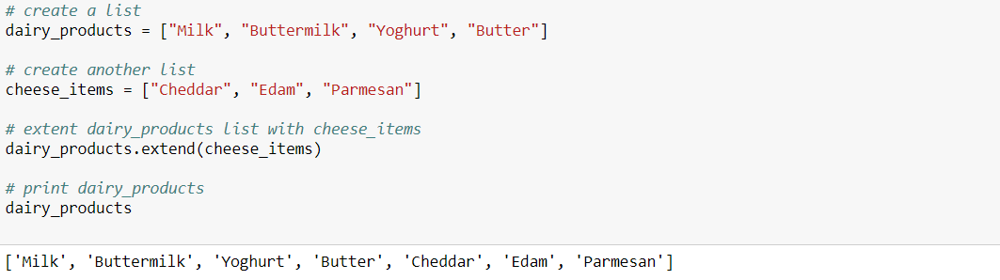 # create a list
dairy_products = ["Milk", "Buttermilk", "Yoghurt", "Butter"]
# create another list
cheese_items = ["Cheddar", "Edam", "Parmesan"]
# extent dairy_products list with cheese_items
dairy_products.extend(cheese_items)
# print dairy_products
dairy_products
['Milk', 'Buttermilk', 'Yoghurt', 'Butter', 'Cheddar', 'Edam', 'Parmesan']